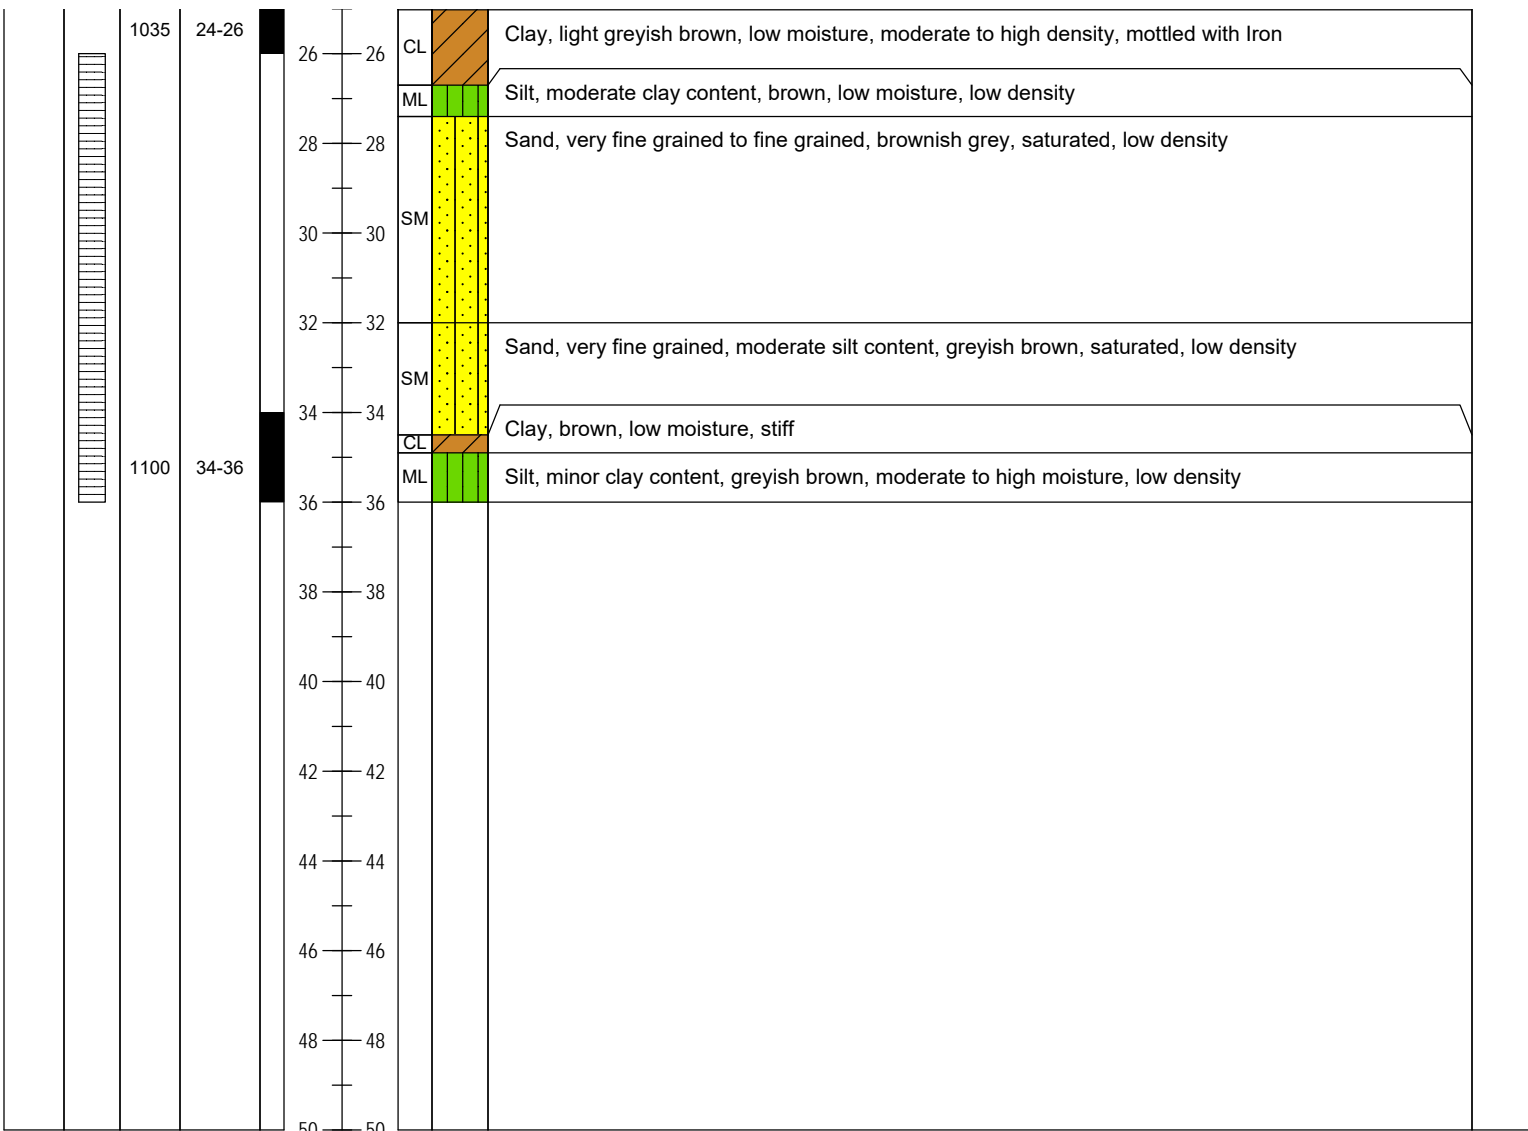 1035 24-26
CL Clay, light greyish brown, low moisture, moderate to high density, mottled with Iron
26 26
ML Silt, moderate clay content, brown, low moisture, low density
28 28 Sand, very fine grained to fine grained, brownish grey, saturated, low density
SM
30 30
32 32
Sand, very fine grained, moderate silt content, greyish brown, saturated, low density
SM
34 34
Clay, brown, low moisture, stiff
CL
1100 34-36
ML Silt, minor clay content, greyish brown, moderate to high moisture, low density
36 36
38 38
40 40
42 42
44 44
46 46
48 48
50 50